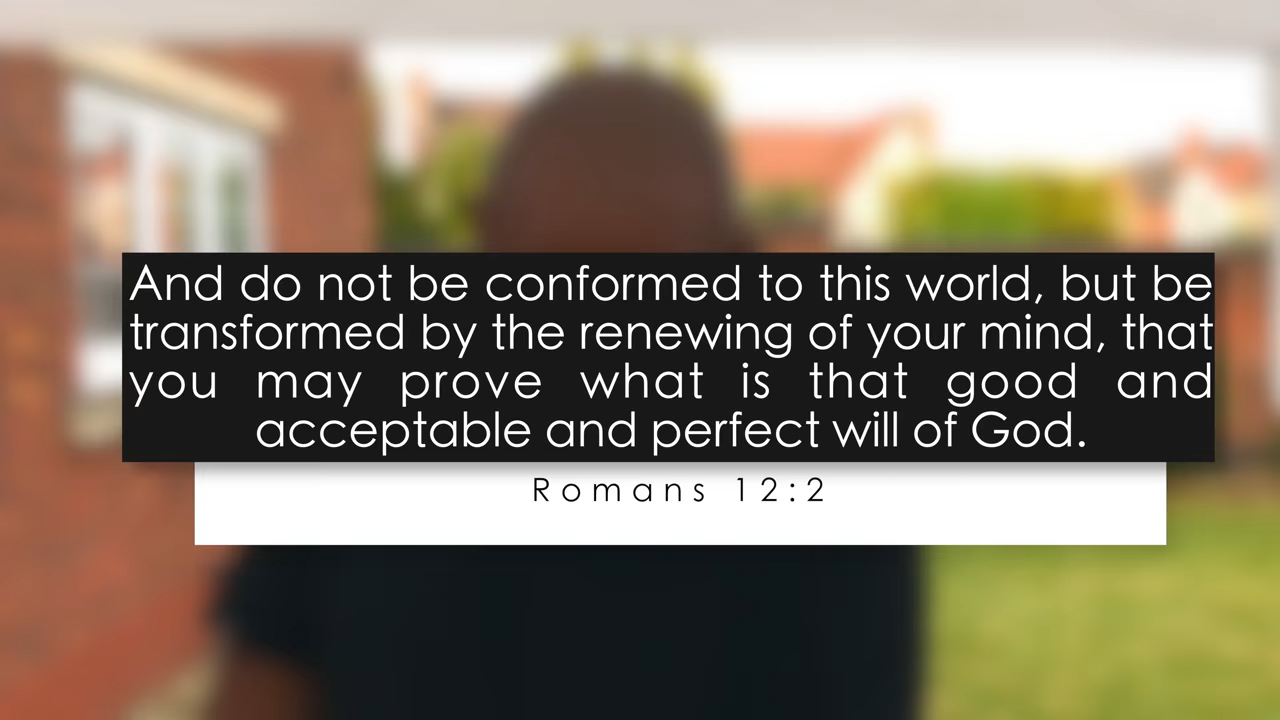 And do not be conformed to this world, but be
transformed by the renewing of your mind, that
you may prove what is that good and
acceptable and perfect will of God.
Romans 12:2